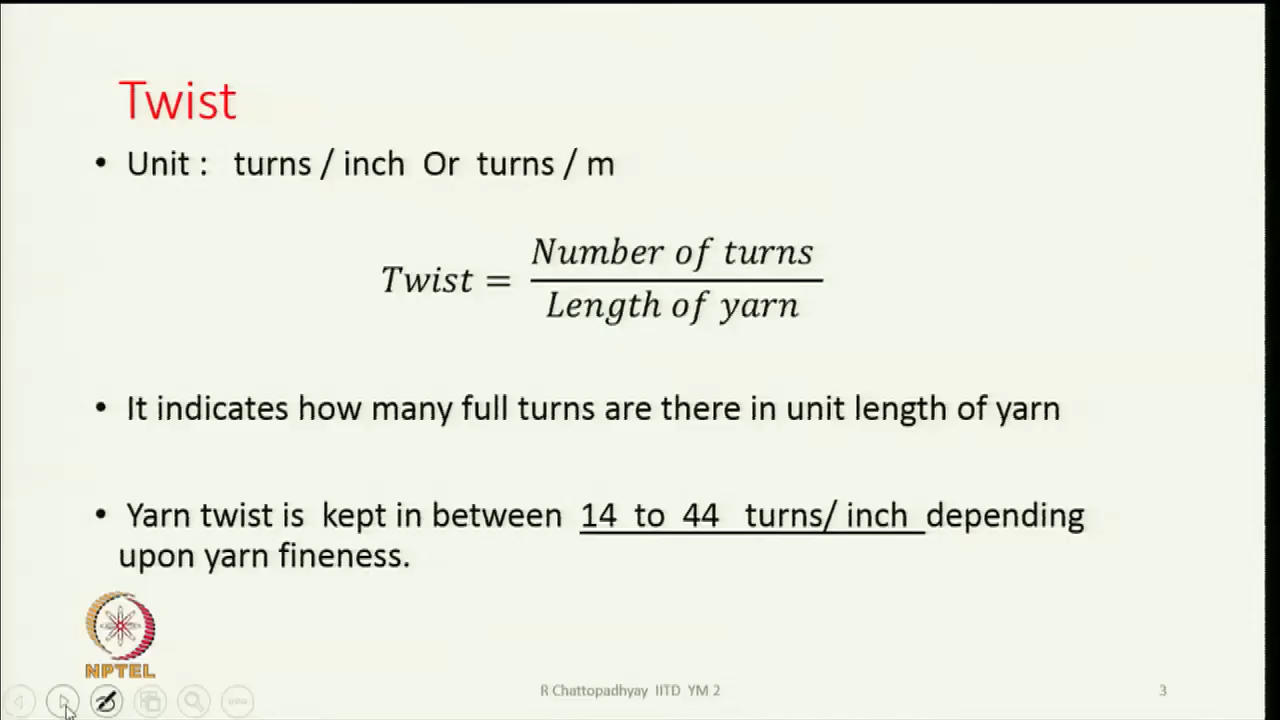 Twist
• Unit : turns / inch Or turns / m
Twist = Number of turns / Length of yarn
• It indicates how many full turns are there in unit length of yarn
• Yarn twist is kept in between 14 to 44 turns/ inch depending
upon yarn fineness.
NPTEL
R Chattopadhyay IITD YM 2
3